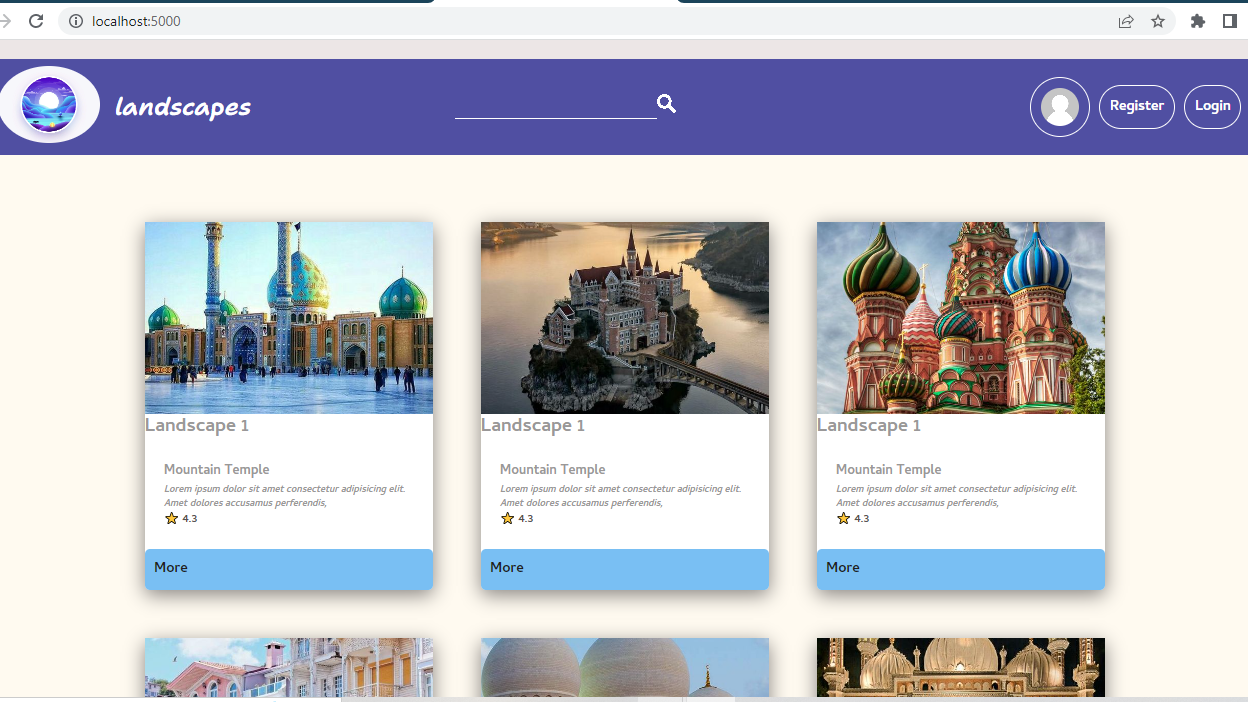 localhost:5000
landscapes
Register
Login
Landscape 1
Mountain Temple
Lorem ipsum dolor sit amet consectetur adipisicing elit.
Amet dolores accusamus perferendis,
4.3
More
Landscape 1
Mountain Temple
Lorem ipsum dolor sit amet consectetur adipisicing elit.
Amet dolores accusamus perferendis,
4.3
More
Landscape 1
Mountain Temple
Lorem ipsum dolor sit amet consectetur adipisicing elit.
Amet dolores accusamus perferendis,
4.3
More